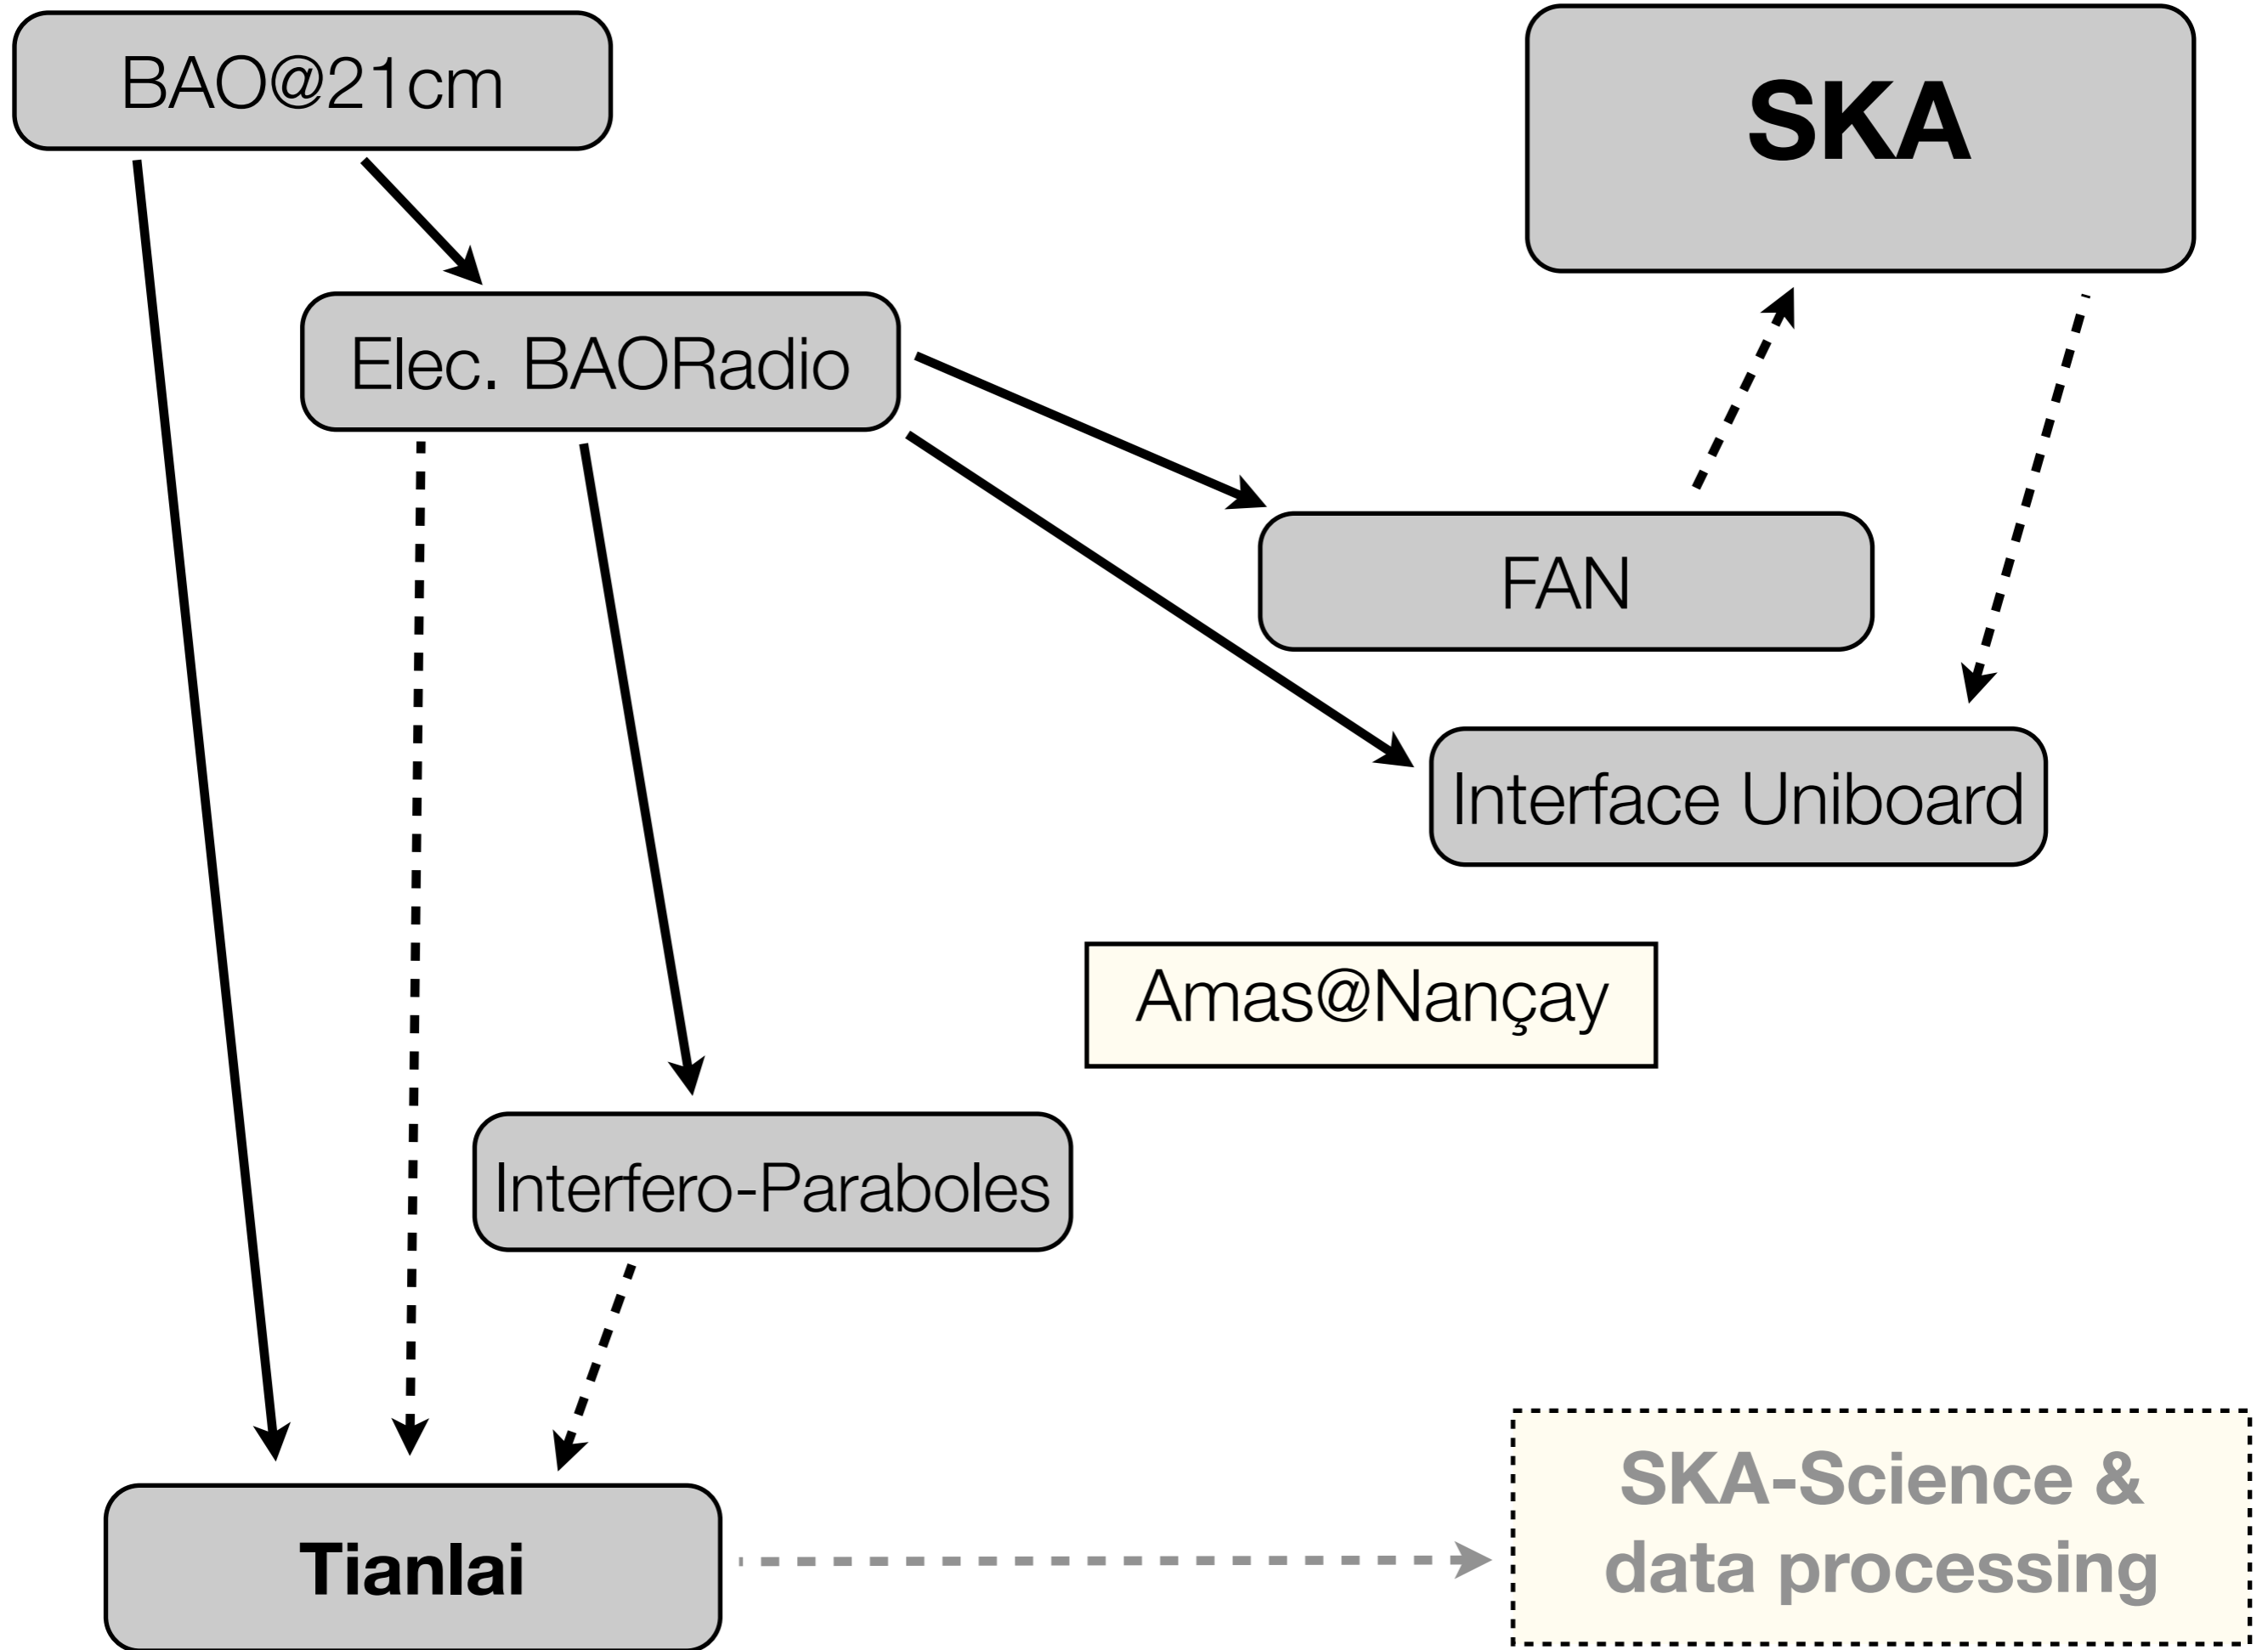 BAO@21cm
SKA
Elec. BAORadio
FAN
Interface Uniboard
Amas@Nançay
Interfero-Paraboles
Tianlai
SKA-Science &
data processing